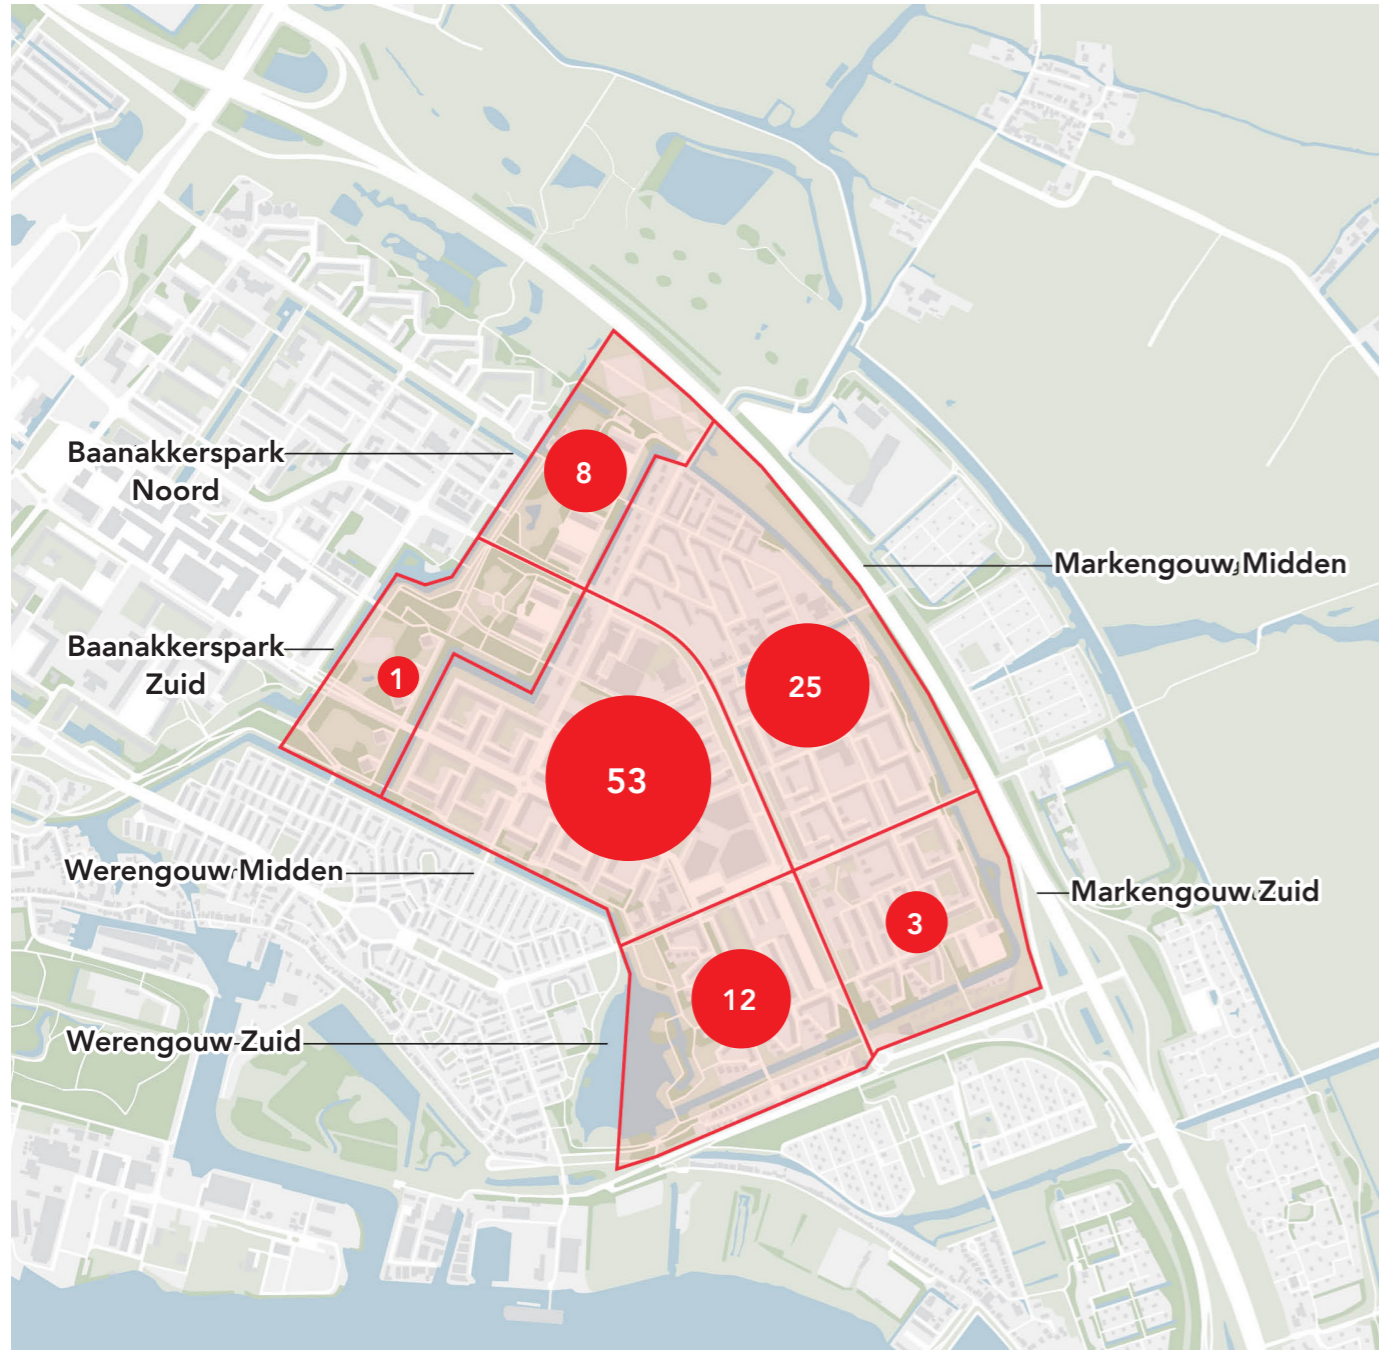 Baanakkerspark
Noord
8
Markengouw Midden
Baanakkerspark
Zuid
1
25
53
Werengouw Midden
Markengouw Zuid
3
12
Werengouw Zuid